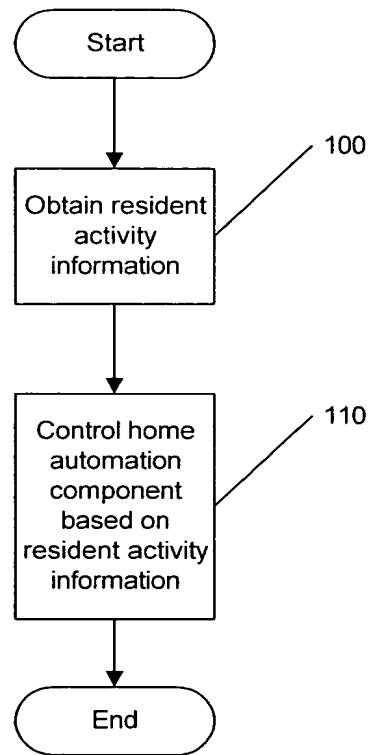 Start
100
Obtain resident
activity
information
110
Control home
automation
component
based on
resident activity
information
End